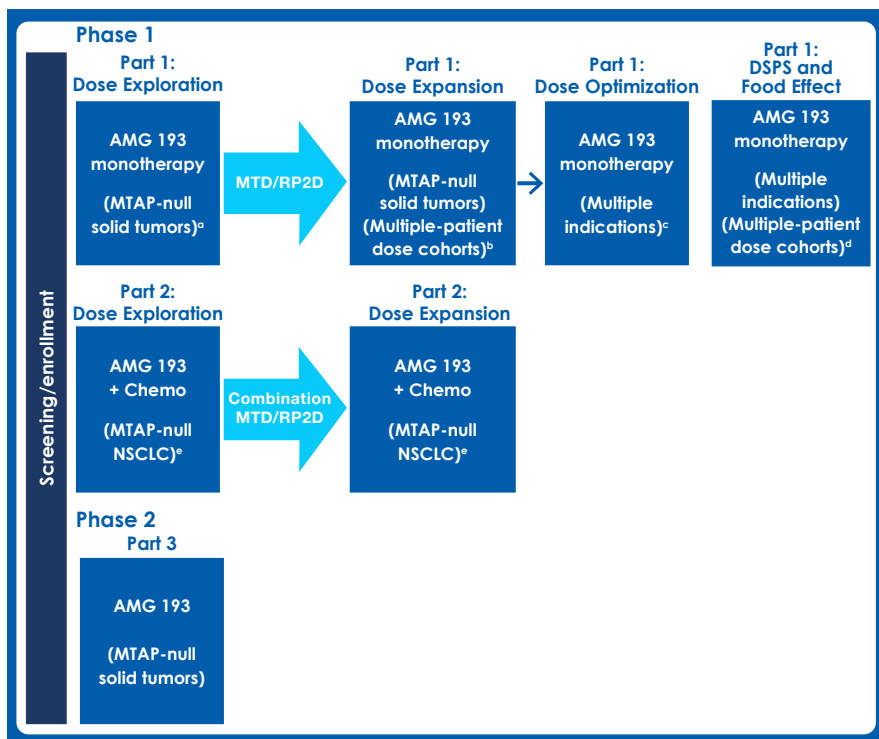 Phase 1
Screening/enrollment
Part 1:
Dose Exploration
AMG 193
monotherapy
(MTAP-null
solid tumors)ᵃ
MTD/RP2D
Part 1:
Dose Expansion
AMG 193
monotherapy
(MTAP-null
solid tumors)
(Multiple-patient
dose cohorts)ᵇ
Part 1:
Dose Optimization
AMG 193
monotherapy
(Multiple
indications)ᶜ
Part 1:
DSPS and
Food Effect
AMG 193
monotherapy
(Multiple
indications)
(Multiple-patient
dose cohorts)ᵈ
Part 2:
Dose Exploration
AMG 193
+ Chemo
(MTAP-null
NSCLC)ᵉ
Combination
MTD/RP2D
Part 2:
Dose Expansion
AMG 193
+ Chemo
(MTAP-null
NSCLC)ᵉ
Phase 2
Part 3
AMG 193
(MTAP-null
solid tumors)